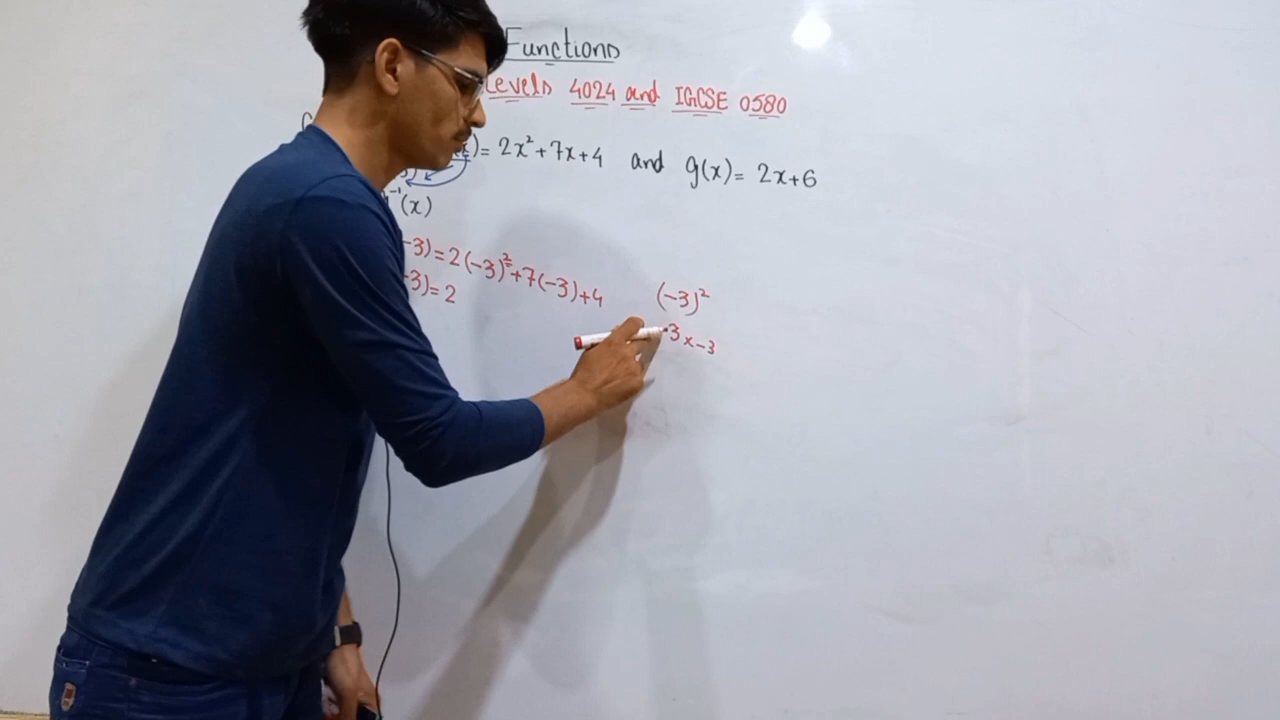 Functions
Levels 4024 and IGCSE 0580
)= 2x²+7x+4 and g(x)= 2x+6
⁻¹(x)
-3)=2(-3)²+7(-3)+4
-3)=2
(-3)²
-3x-3